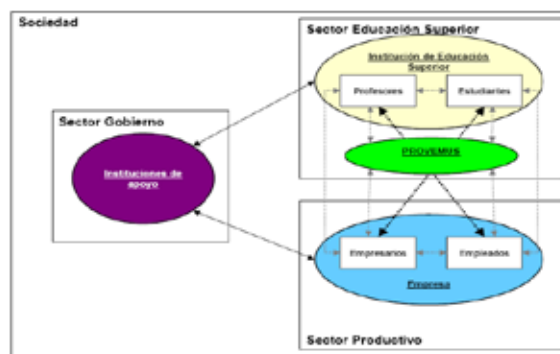 Sociedad
Sector Educación Superior
Institución de Educación
Superior
Profesores
Estudiantes
Sector Gobierno
Instituciones de
apoyo
PROVEMUS
Empresarios
Empleados
Empresa
Sector Productivo